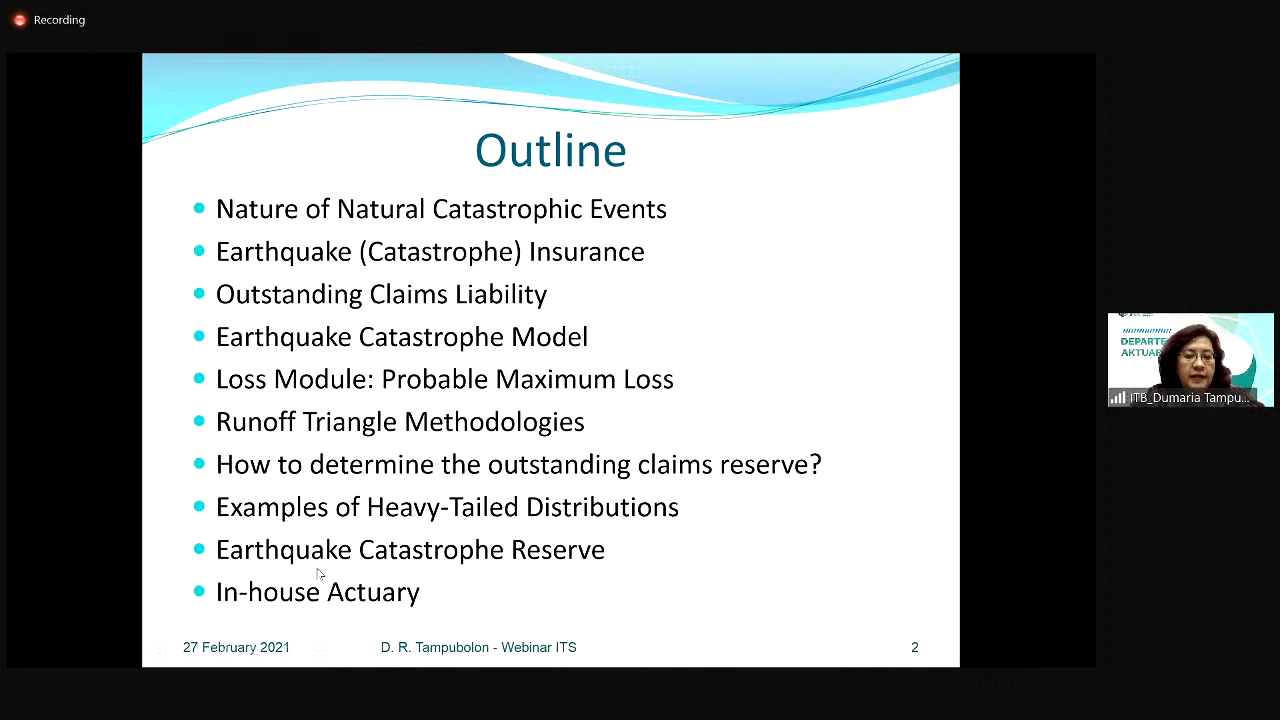 Recording
Outline
Nature of Natural Catastrophic Events
Earthquake (Catastrophe) Insurance
Outstanding Claims Liability
Earthquake Catastrophe Model
Loss Module: Probable Maximum Loss
Runoff Triangle Methodologies
How to determine the outstanding claims reserve?
Examples of Heavy-Tailed Distributions
Earthquake Catastrophe Reserve
In-house Actuary
27 February 2021
D. R. Tampubolon - Webinar ITS
2
DEPARTE
AKTUAR
ITB_Dumaria Tampu...